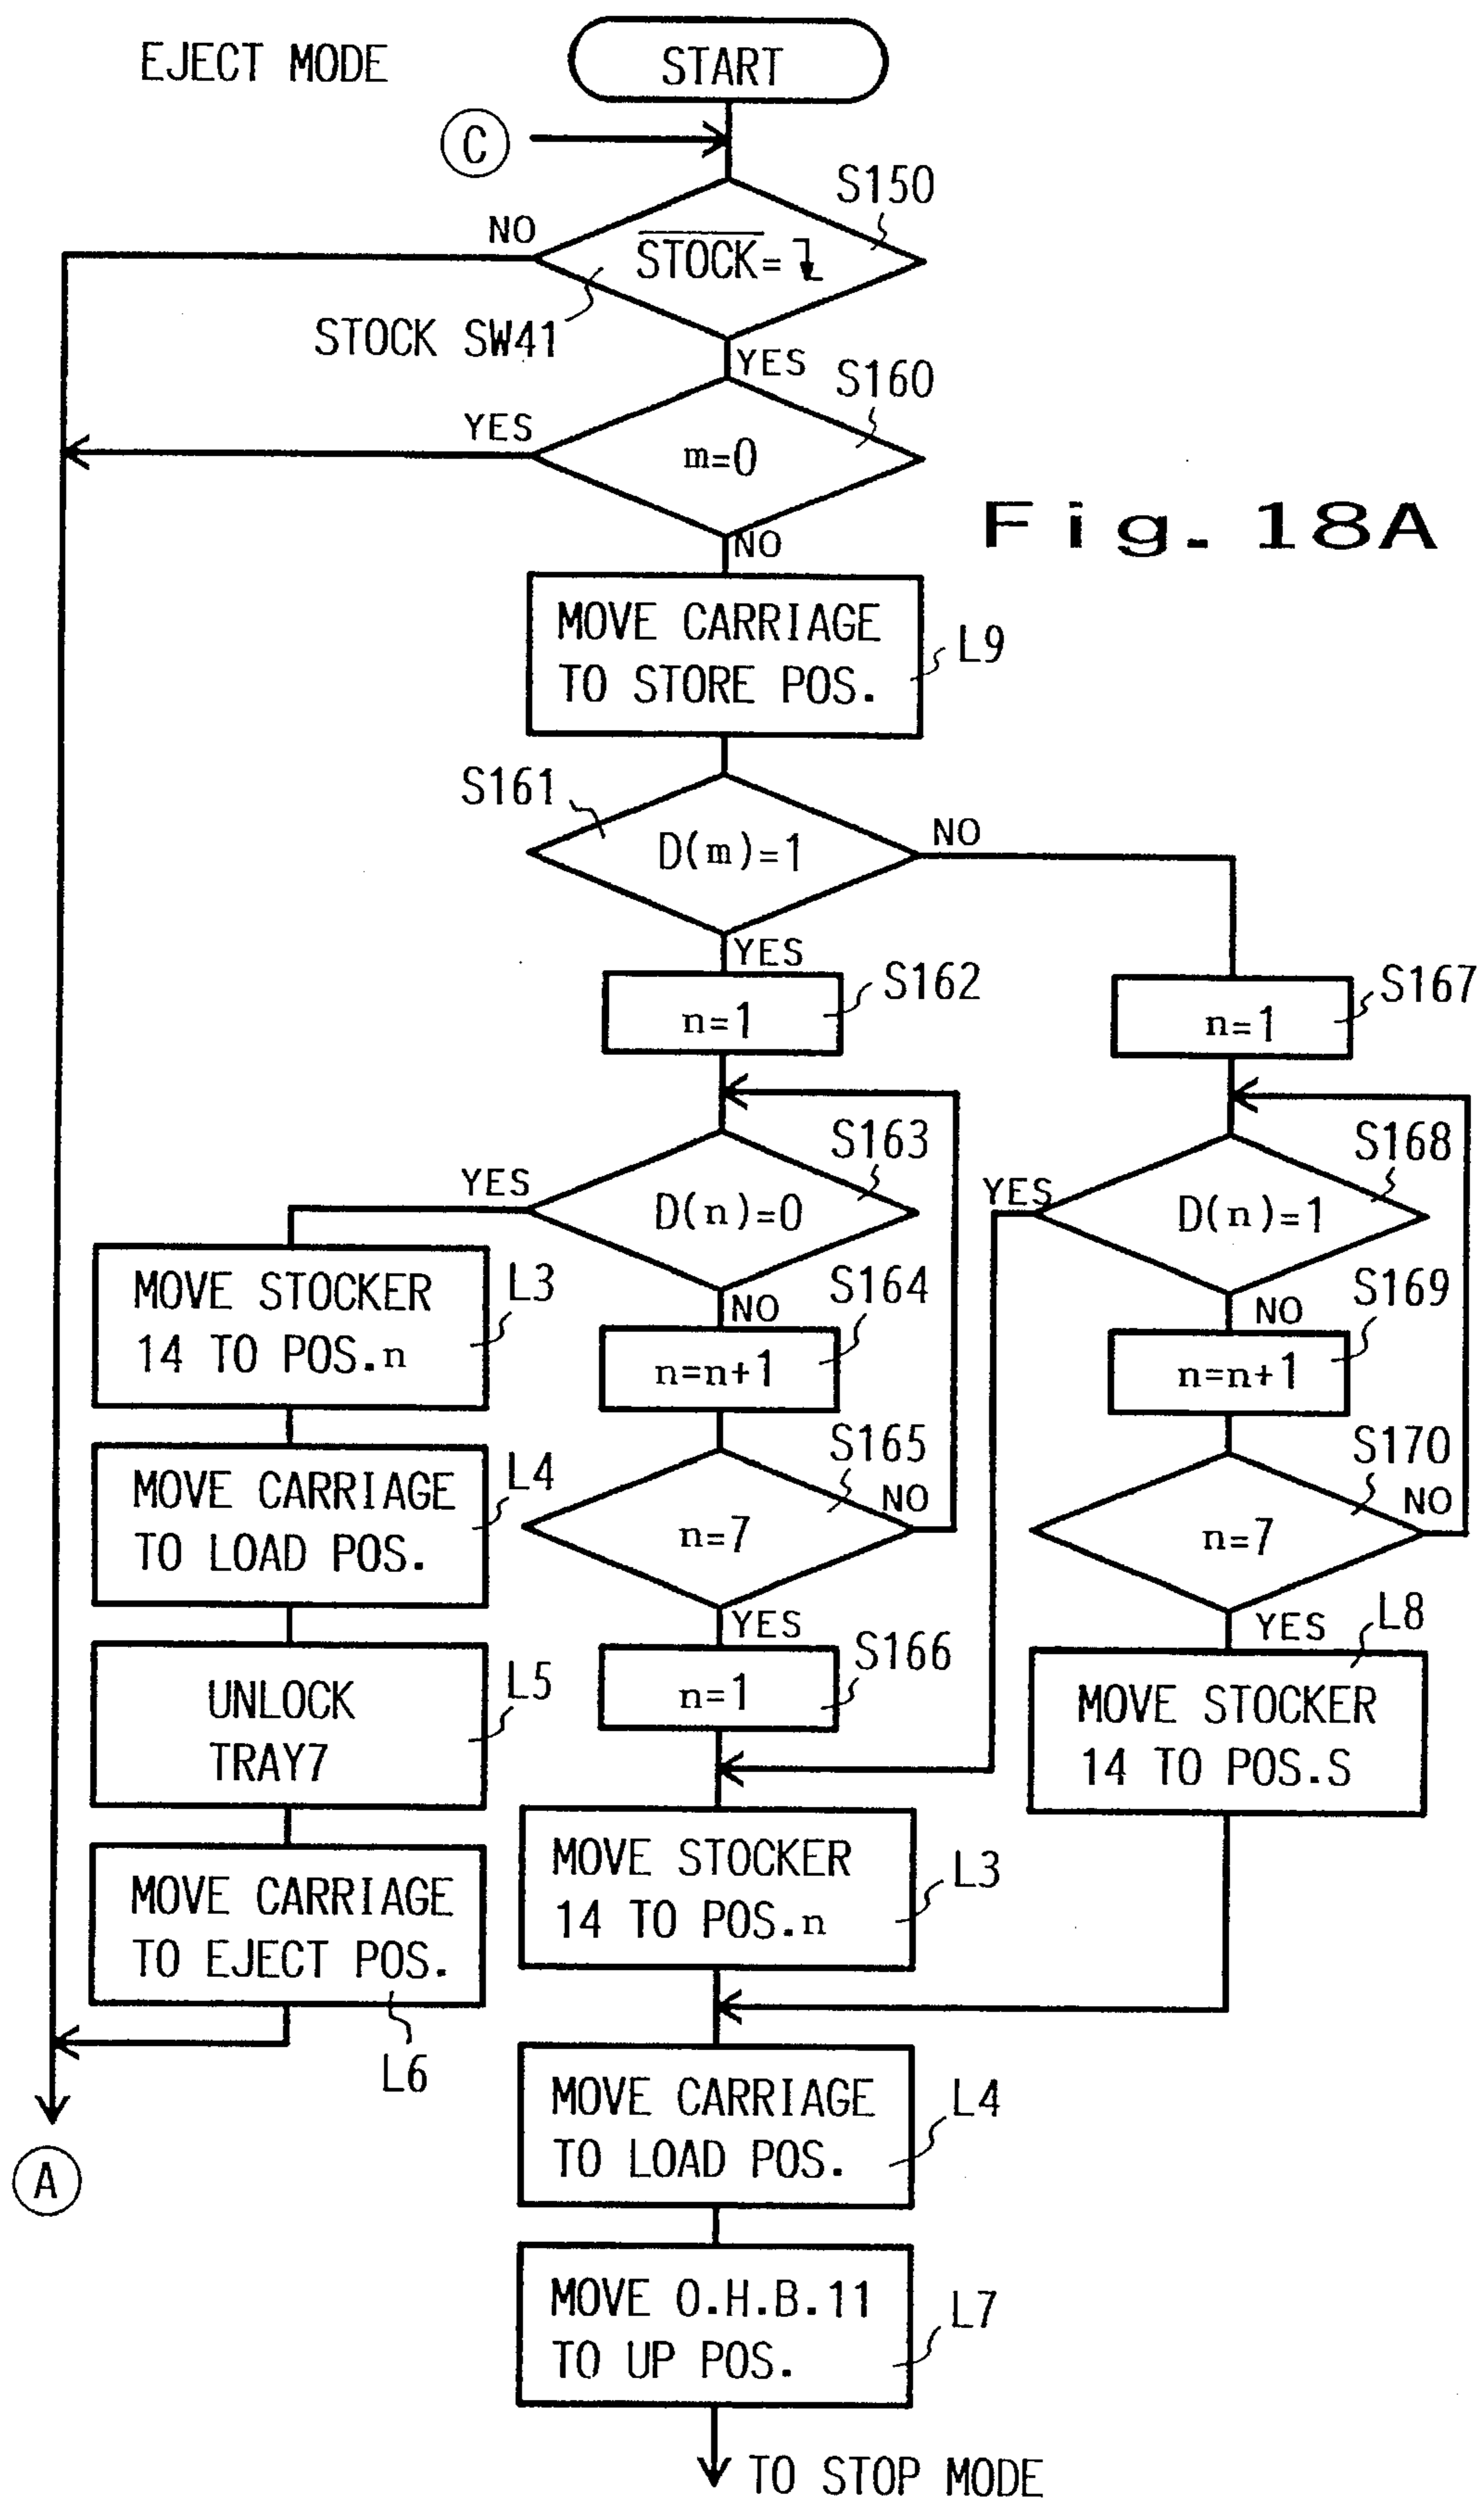 EJECT MODE
START
C
S150
NO
STOCK=
STOCK SW41
YES
S160
YES
m=0
Fig. 18A
NO
MOVE CARRIAGE
TO STORE POS.
L9
S161
D(m)=1
NO
YES
S162
n=1
S167
n=1
S163
YES
D(n)=0
S168
YES
D(n)=1
MOVE STOCKER
14 TO POS.n
L3
NO
S164
n=n+1
NO
S169
n=n+1
MOVE CARRIAGE
TO LOAD POS.
L4
S165
NO
n=7
S170
NO
n=7
YES
S166
n=1
YES
L8
MOVE STOCKER
14 TO POS.S
UNLOCK
TRAY7
L5
MOVE STOCKER
14 TO POS.n
L3
MOVE CARRIAGE
TO EJECT POS.
L6
A
MOVE CARRIAGE
TO LOAD POS.
L4
MOVE O.H.B.11
TO UP POS.
L7
TO STOP MODE